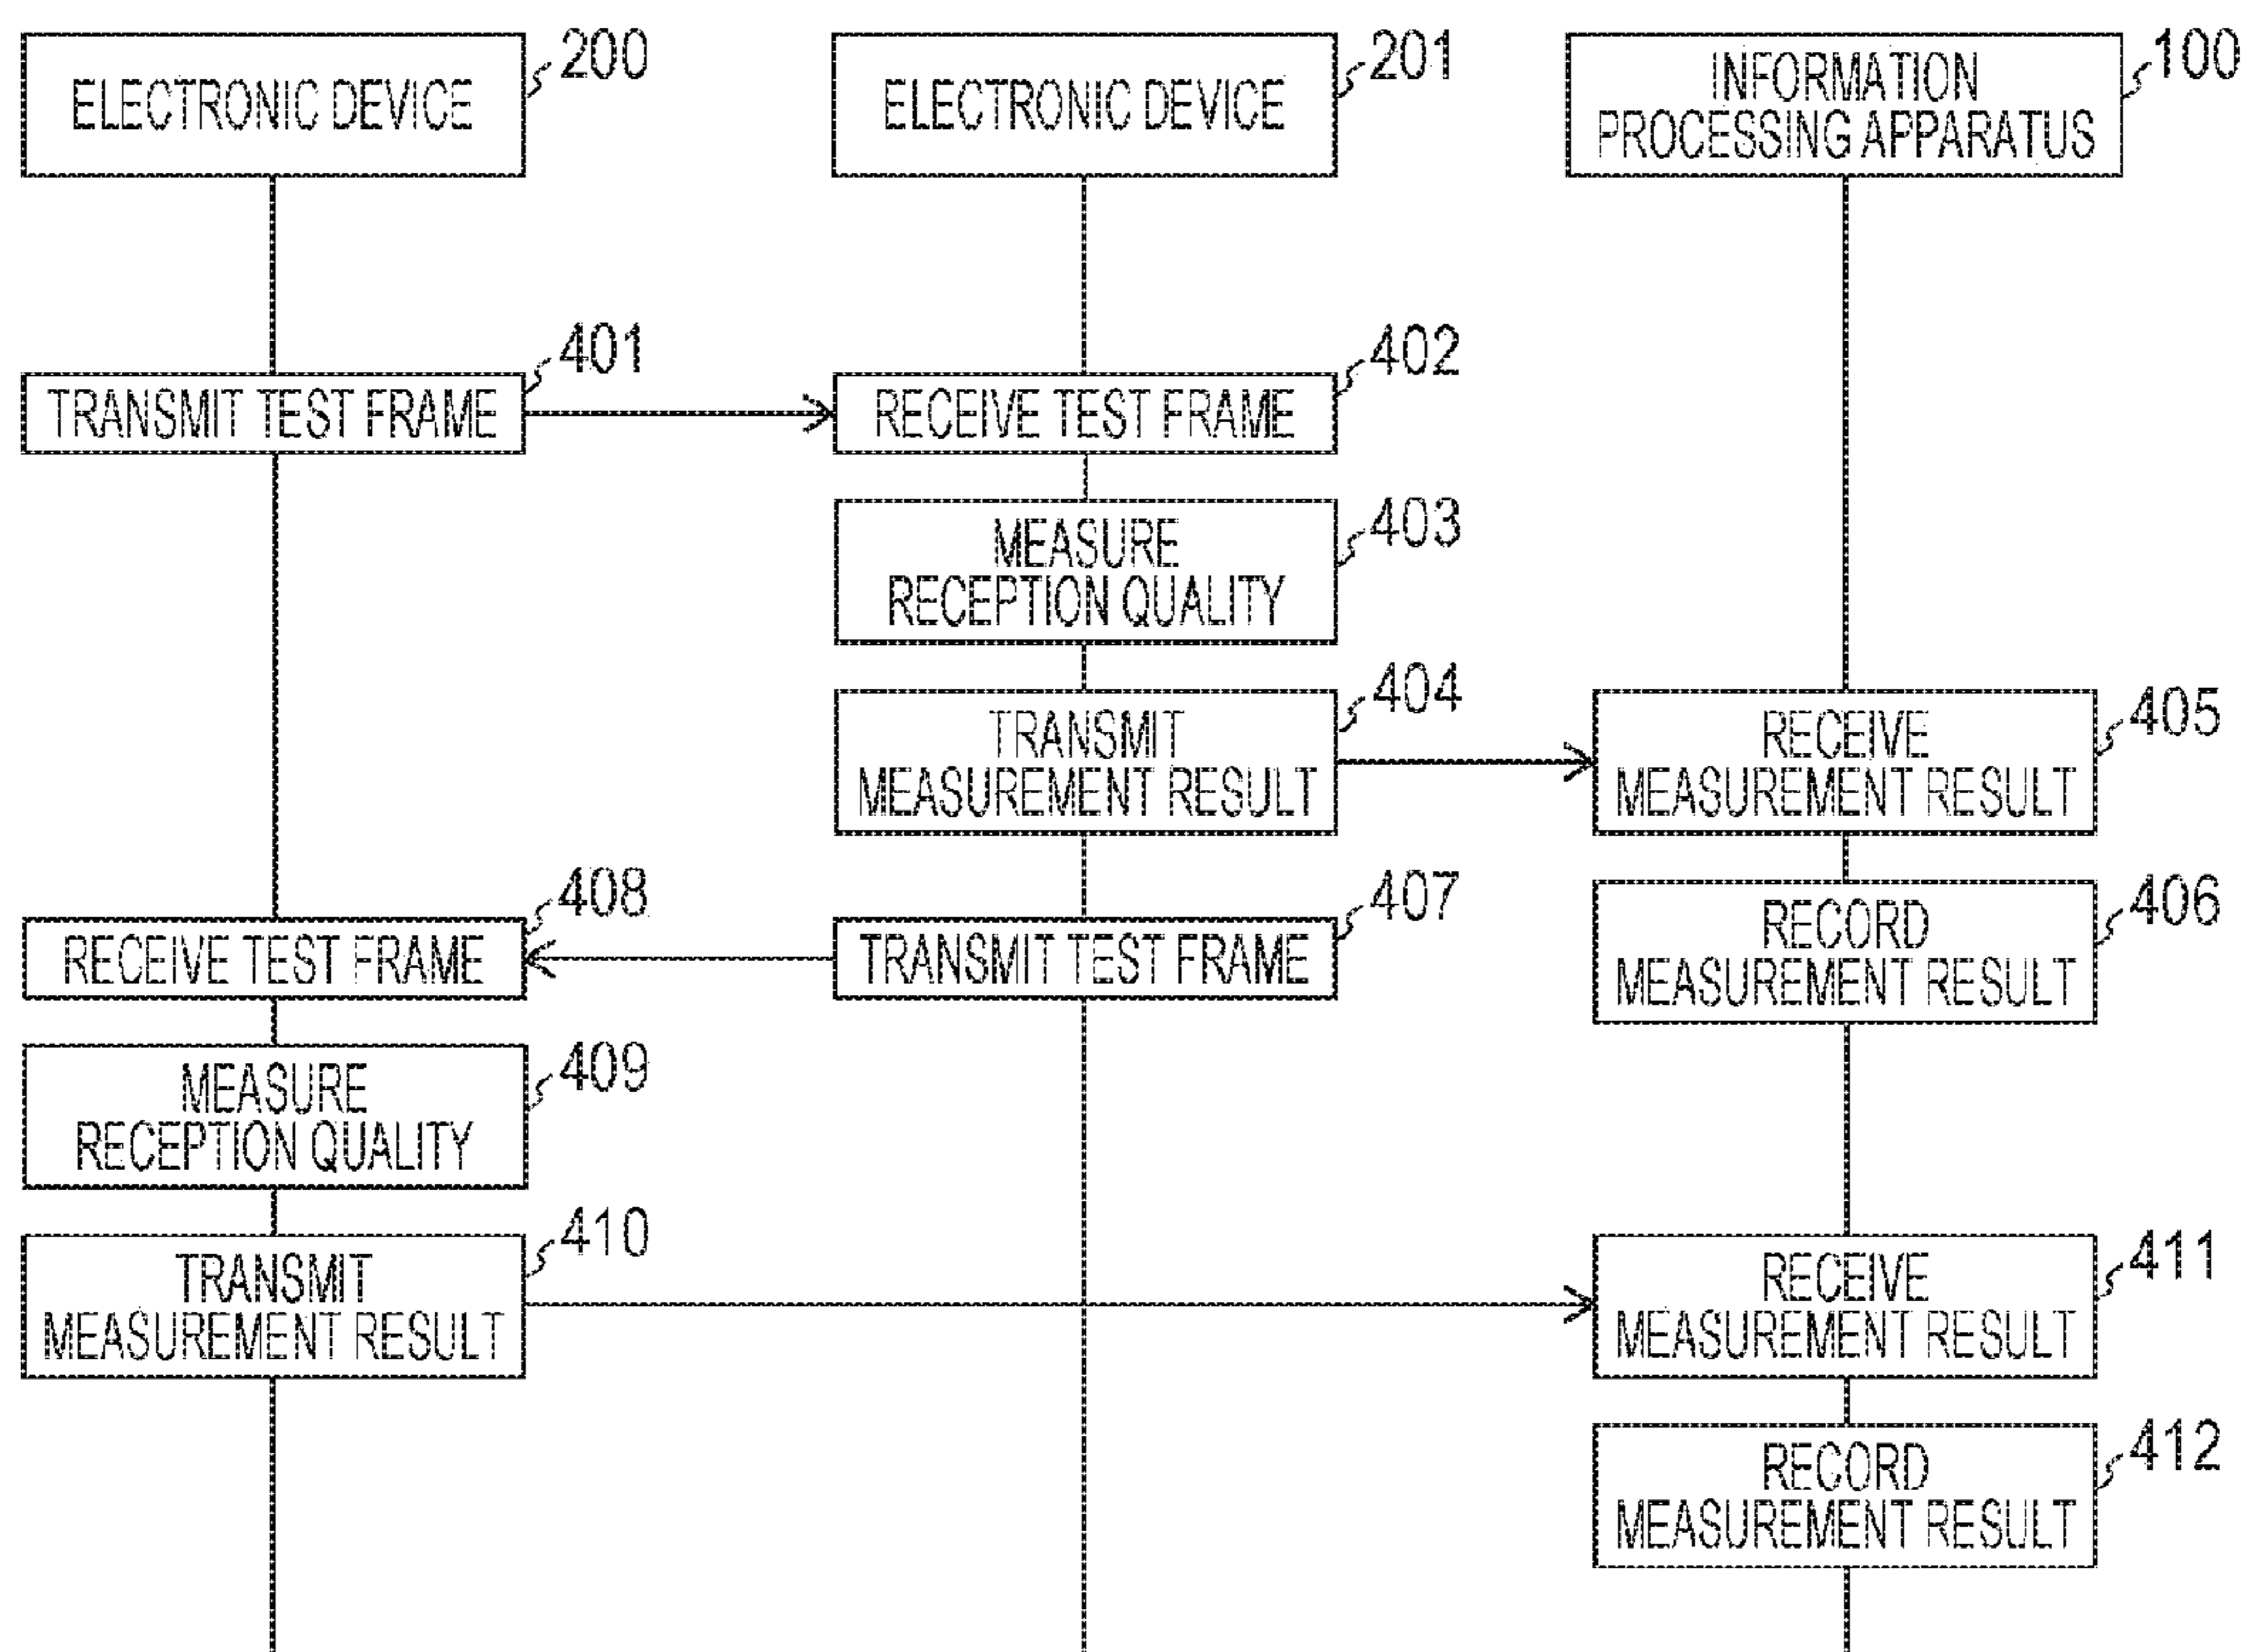 ELECTRONIC DEVICE
200
ELECTRONIC DEVICE
201
INFORMATION
PROCESSING APPARATUS
100
TRANSMIT TEST FRAME
401
RECEIVE TEST FRAME
402
MEASURE
RECEPTION QUALITY
403
TRANSMIT
MEASUREMENT RESULT
404
RECEIVE
MEASUREMENT RESULT
405
RECORD
MEASUREMENT RESULT
406
TRANSMIT TEST FRAME
407
RECEIVE TEST FRAME
408
MEASURE
RECEPTION QUALITY
409
TRANSMIT
MEASUREMENT RESULT
410
RECEIVE
MEASUREMENT RESULT
411
RECORD
MEASUREMENT RESULT
412